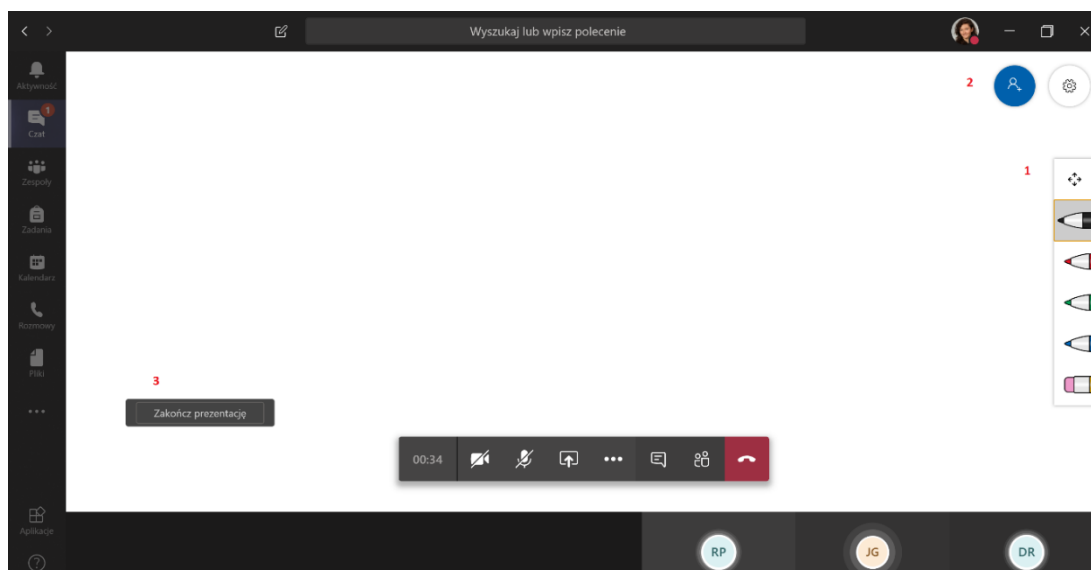 Wyszukaj lub wpisz polecenie
Aktywność
1
Czat
Zespoły
Zadania
Kalendarz
Rozmowy
Pliki
Aplikacje
2
1
3
Zakończ prezentację
00:34
RP
JG
DR